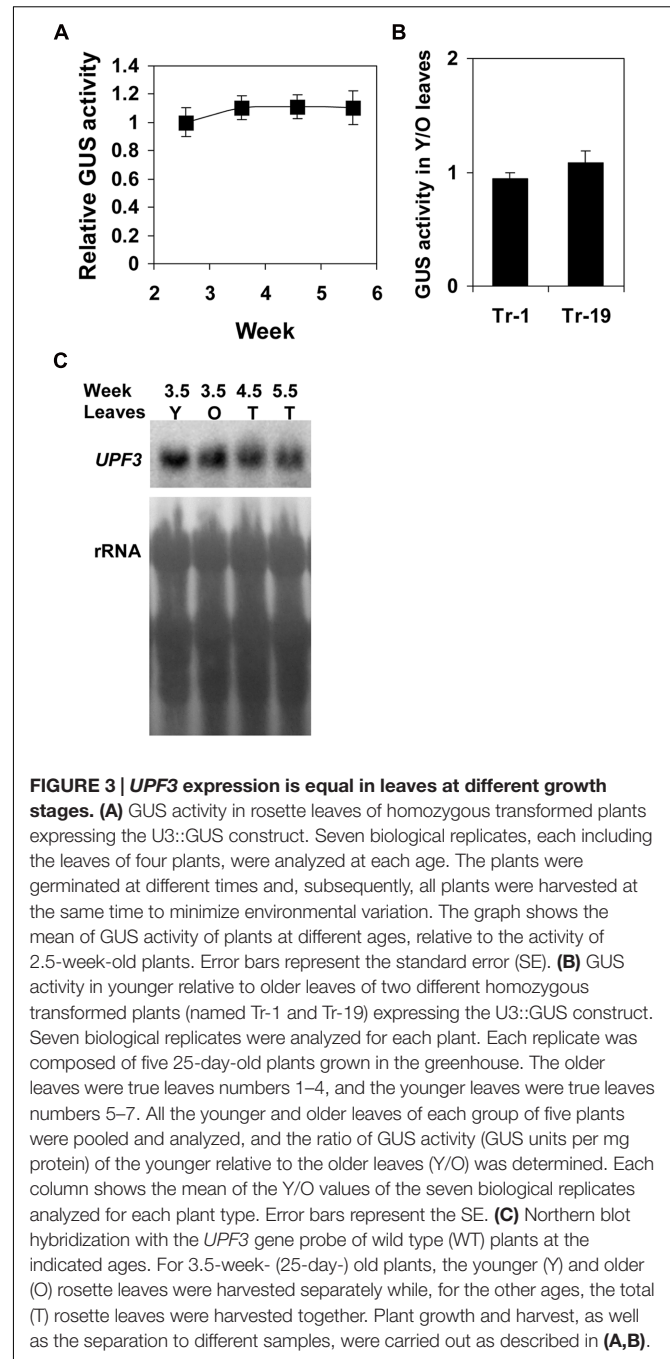 A
B
Relative GUS activity
1.4
1.2
1
0.8
0.6
0.4
0.2
0
2 3 4 5 6
Week
GUS activity in Y/O leaves
2
1
0
Tr-1 Tr-19
C
Week 3.5 3.5 4.5 5.5
Leaves Y O T T
UPF3
rRNA
FIGURE 3 | UPF3 expression is equal in leaves at different growth
stages. (A) GUS activity in rosette leaves of homozygous transformed plants
expressing the U3::GUS construct. Seven biological replicates, each including
the leaves of four plants, were analyzed at each age. The plants were
germinated at different times and, subsequently, all plants were harvested at
the same time to minimize environmental variation. The graph shows the
mean of GUS activity of plants at different ages, relative to the activity of
2.5-week-old plants. Error bars represent the standard error (SE). (B) GUS
activity in younger relative to older leaves of two different homozygous
transformed plants (named Tr-1 and Tr-19) expressing the U3::GUS construct.
Seven biological replicates were analyzed for each plant. Each replicate was
composed of five 25-day-old plants grown in the greenhouse. The older
leaves were true leaves numbers 1–4, and the younger leaves were true leaves
numbers 5–7. All the younger and older leaves of each group of five plants
were pooled and analyzed, and the ratio of GUS activity (GUS units per mg
protein) of the younger relative to the older leaves (Y/O) was determined. Each
column shows the mean of the Y/O values of the seven biological replicates
analyzed for each plant type. Error bars represent the SE. (C) Northern blot
hybridization with the UPF3 gene probe of wild type (WT) plants at the
indicated ages. For 3.5-week- (25-day-) old plants, the younger (Y) and older
(O) rosette leaves were harvested separately while, for the other ages, the total
(T) rosette leaves were harvested together. Plant growth and harvest, as well
as the separation to different samples, were carried out as described in (A,B).